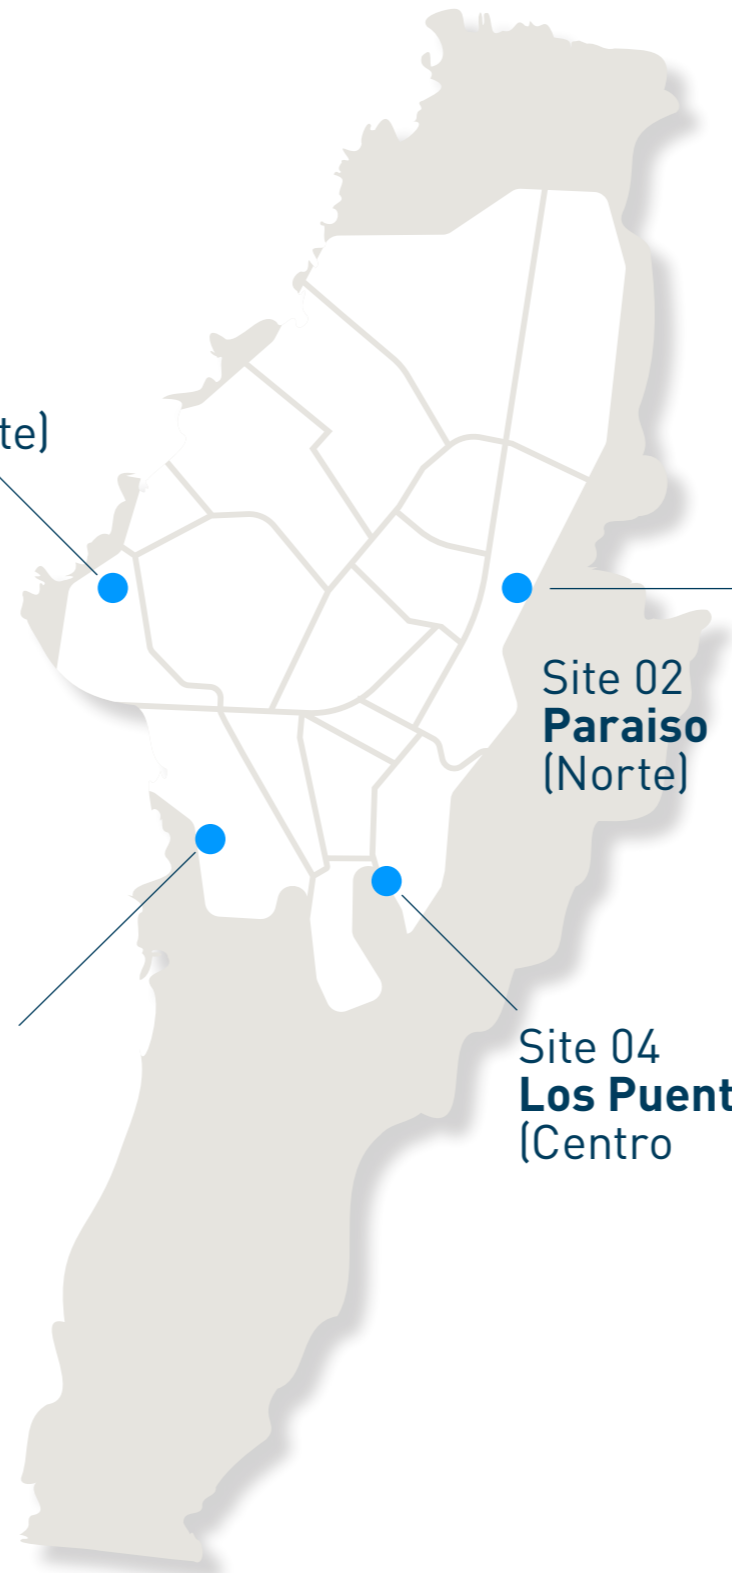 te)
Site 02
Paraiso
(Norte)
Site 04
Los Puent
(Centro